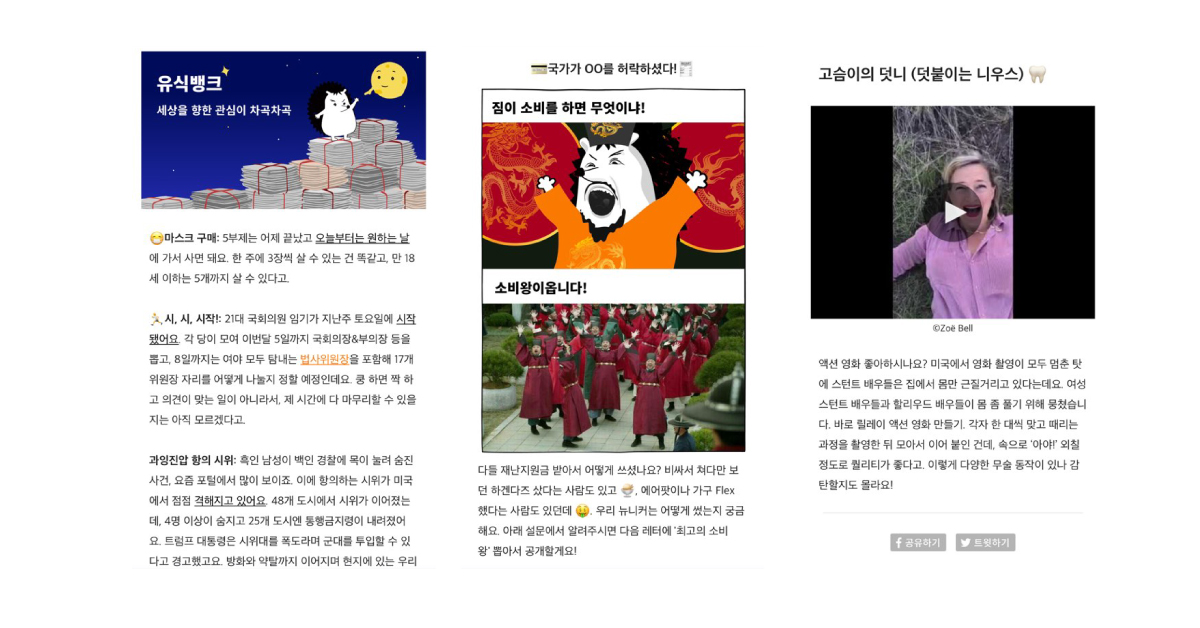 유식뱅크
세상을 향한 관심이 차곡차곡
😁마스크 구매: 5부제는 어제 끝났고 오늘부터는 원하는 날
에 가서 사면 돼요. 한 주에 3장씩 살 수 있는 건 똑같고, 만 18
세 이하는 5개까지 살 수 있다고.
🏃시, 시, 시작!: 21대 국회의원 임기가 지난주 토요일에 시작
됐어요. 각 당이 모여 이번달 5일까지 국회의장&부의장 등을
뽑고, 8일까지는 여야 모두 탐내는 법사위원장을 포함해 17개
위원장 자리를 어떻게 나눌지 정할 예정인데요. 쿵 하면 짝 하
고 의견이 맞는 일이 아니라서, 제 시간에 다 마무리할 수 있을
지는 아직 모르겠다고.
과잉진압 항의 시위: 흑인 남성이 백인 경찰에 목이 눌려 숨진
사건, 요즘 포털에서 많이 보이죠. 이에 항의하는 시위가 미국
에서 점점 격해지고 있어요. 48개 도시에서 시위가 이어졌는
데, 4명 이상이 숨지고 25개 도시엔 통행금지령이 내려졌어
요. 트럼프 대통령은 시위대를 폭도라며 군대를 투입할 수 있
다고 경고했고요. 방화와 약탈까지 이어지며 현지에 있는 우리
💳국가가 OO를 허락하셨다!🧾
짐이 소비를 하면 무엇이냐!
소비왕이옵니다!
다들 재난지원금 받아서 어떻게 쓰셨나요? 비싸서 쳐다만 보
던 하겐다즈 샀다는 사람도 있고 🍨, 에어팟이나 가구 Flex
했다는 사람도 있던데 🤑. 우리 뉴니커는 어떻게 썼는지 궁금
해요. 아래 설문에서 알려주시면 다음 레터에 '최고의 소비
왕' 뽑아서 공개할게요!
고슴이의 덧니 (덧붙이는 니우스) 🦷
©Zoë Bell
액션 영화 좋아하시나요? 미국에서 영화 촬영이 모두 멈춘 탓
에 스턴트 배우들은 집에서 몸만 근질거리고 있다는데요. 여성
스턴트 배우들과 할리우드 배우들이 몸 좀 풀기 위해 뭉쳤습니
다. 바로 릴레이 액션 영화 만들기. 각자 한 대씩 맞고 때리는
과정을 촬영한 뒤 모아서 이어 붙인 건데, 속으로 '아야!' 외칠
정도로 퀄리티가 좋다고. 이렇게 다양한 무술 동작이 있나 감
탄할지도 몰라요!
공유하기
트윗하기